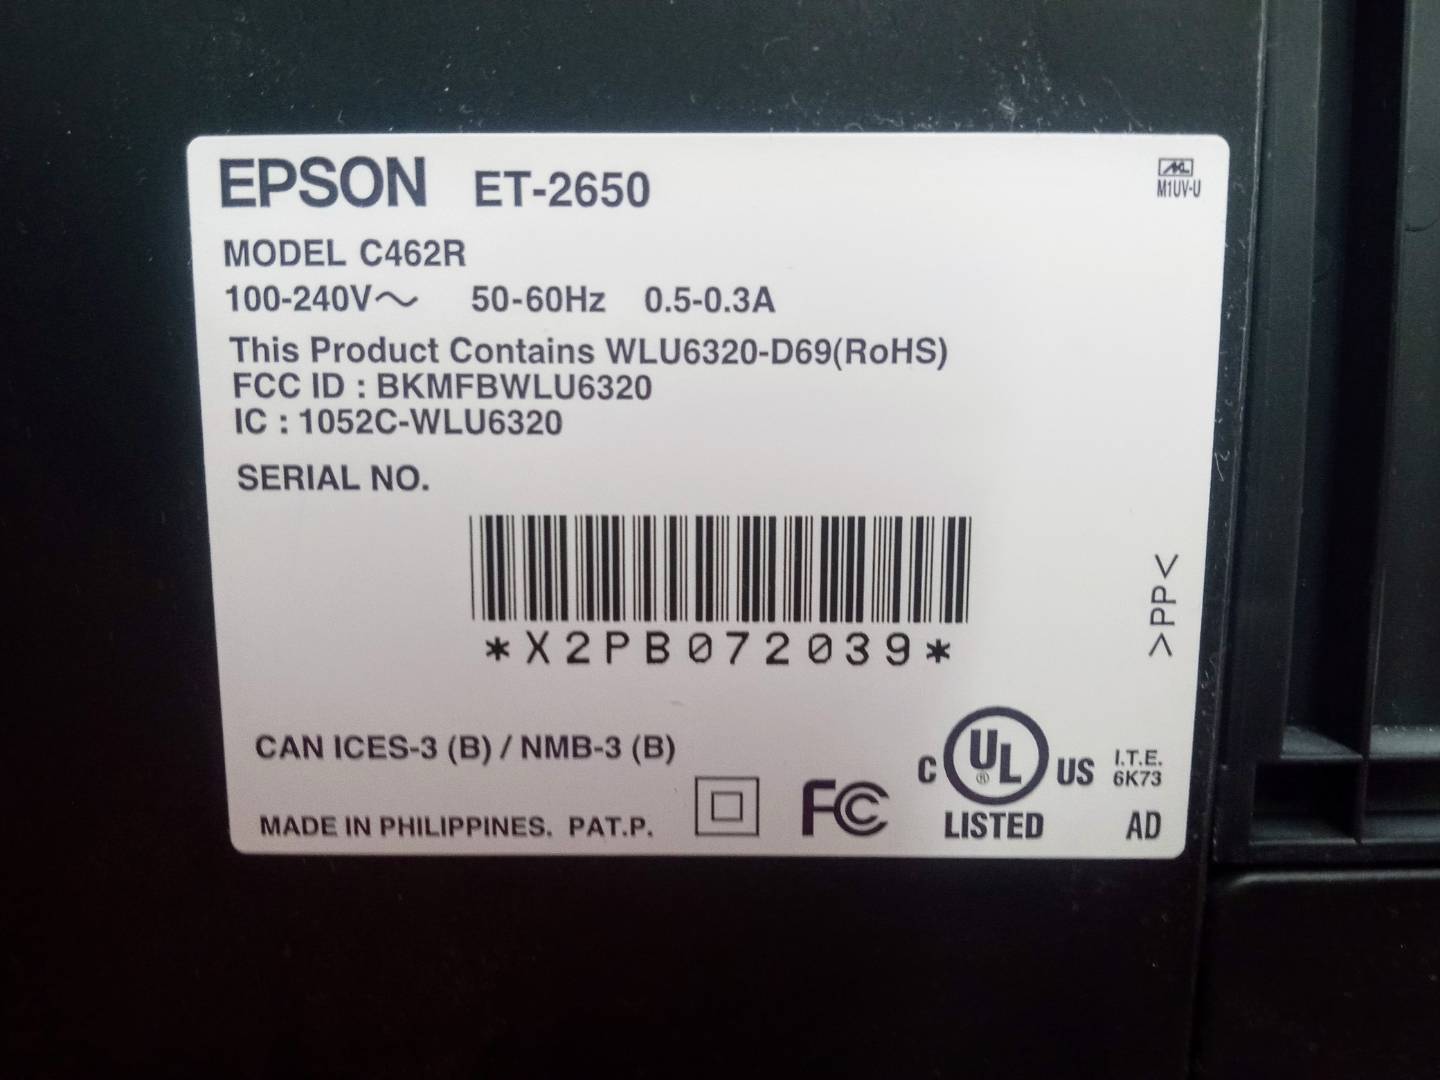 EPSON ET-2650
M1UV-U
MODEL C462R
100-240V～ 50-60Hz 0.5-0.3A
This Product Contains WLU6320-D69(RoHS)
FCC ID : BKMFBWLU6320
IC : 1052C-WLU6320
SERIAL NO.
*X2PB072039*
>PP<
CAN ICES-3 (B) / NMB-3 (B)
MADE IN PHILIPPINES. PAT.P.
FC
C UL ® US
LISTED
I.T.E.
6K73
AD